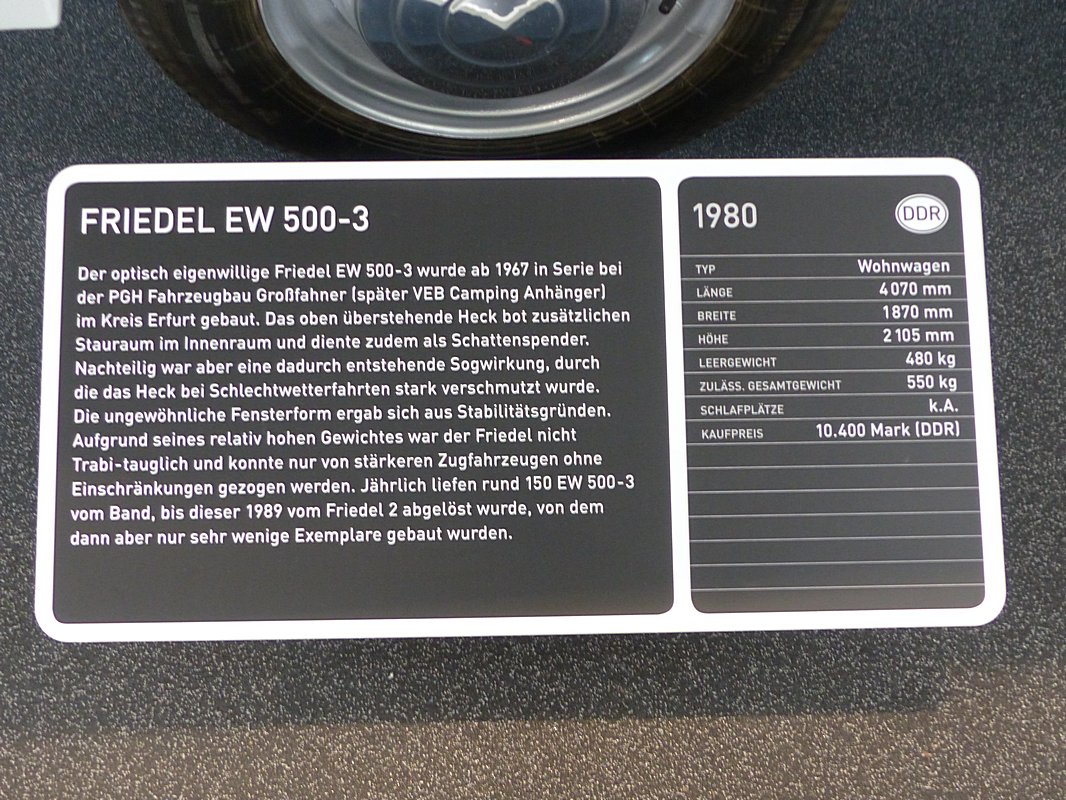 FRIEDEL EW 500-3
Der optisch eigenwillige Friedel EW 500-3 wurde ab 1967 in Serie bei
der PGH Fahrzeugbau Großfahner (später VEB Camping Anhänger)
im Kreis Erfurt gebaut. Das oben überstehende Heck bot zusätzlichen
Stauraum im Innenraum und diente zudem als Schattenspender.
Nachteilig war aber eine dadurch entstehende Sogwirkung, durch
die das Heck bei Schlechtwetterfahrten stark verschmutzt wurde.
Die ungewöhnliche Fensterform ergab sich aus Stabilitätsgründen.
Aufgrund seines relativ hohen Gewichtes war der Friedel nicht
Trabi-tauglich und konnte nur von stärkeren Zugfahrzeugen ohne
Einschränkungen gezogen werden. Jährlich liefen rund 150 EW 500-3
vom Band, bis dieser 1989 vom Friedel 2 abgelöst wurde, von dem
dann aber nur sehr wenige Exemplare gebaut wurden.
1980 DDR
TYP Wohnwagen
LÄNGE 4 070 mm
BREITE 1 870 mm
HÖHE 2 105 mm
LEERGEWICHT 480 kg
ZULÄSS. GESAMTGEWICHT 550 kg
SCHLAFPLÄTZE k.A.
KAUFPREIS 10.400 Mark (DDR)